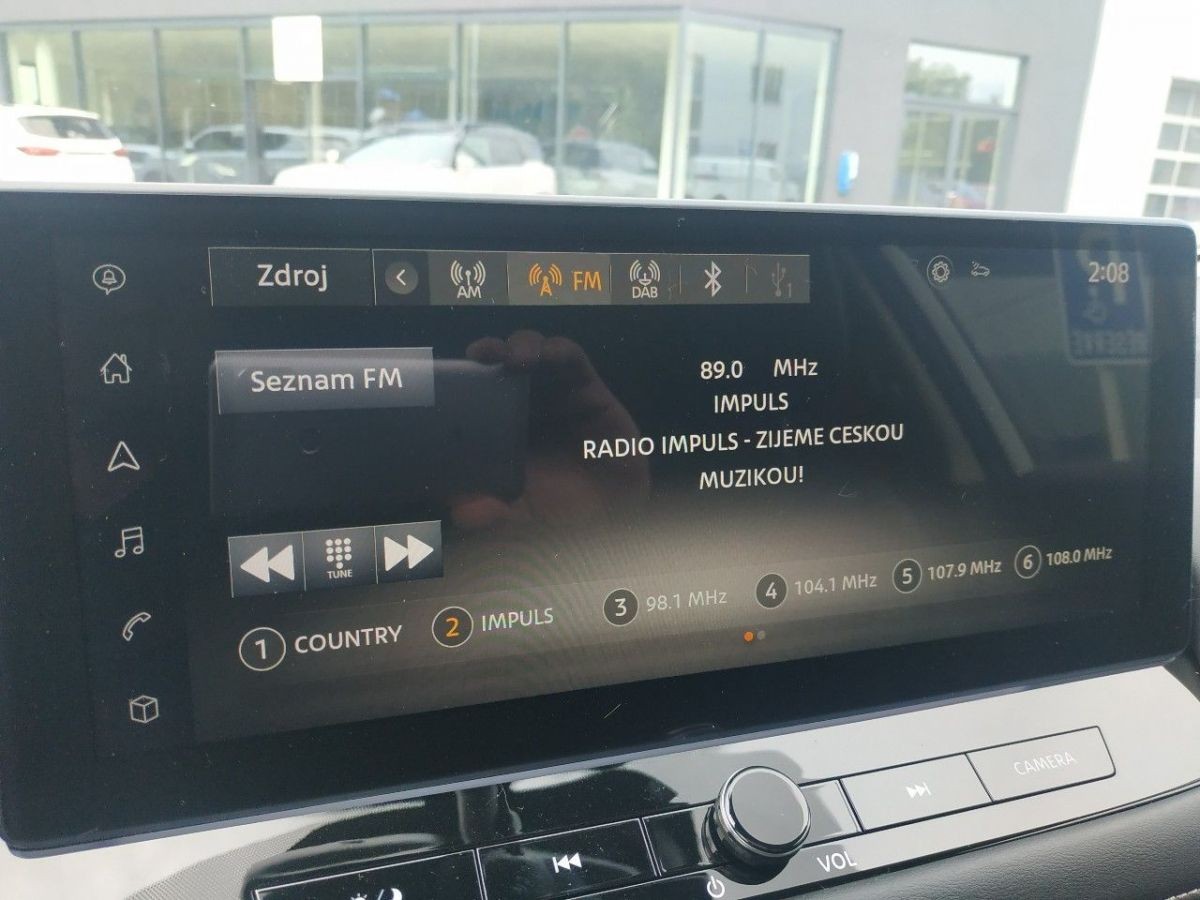 Zdroj
AM
FM
DAB
1
2:08
Seznam FM
89.0 MHz
IMPULS
RADIO IMPULS - ZIJEME CESKOU
MUZIKOU!
TUNE
1 COUNTRY
2 IMPULS
3 98.1 MHz
4 104.1 MHz
5 107.9 MHz
6 108.0 MHz
CAMERA
VOL